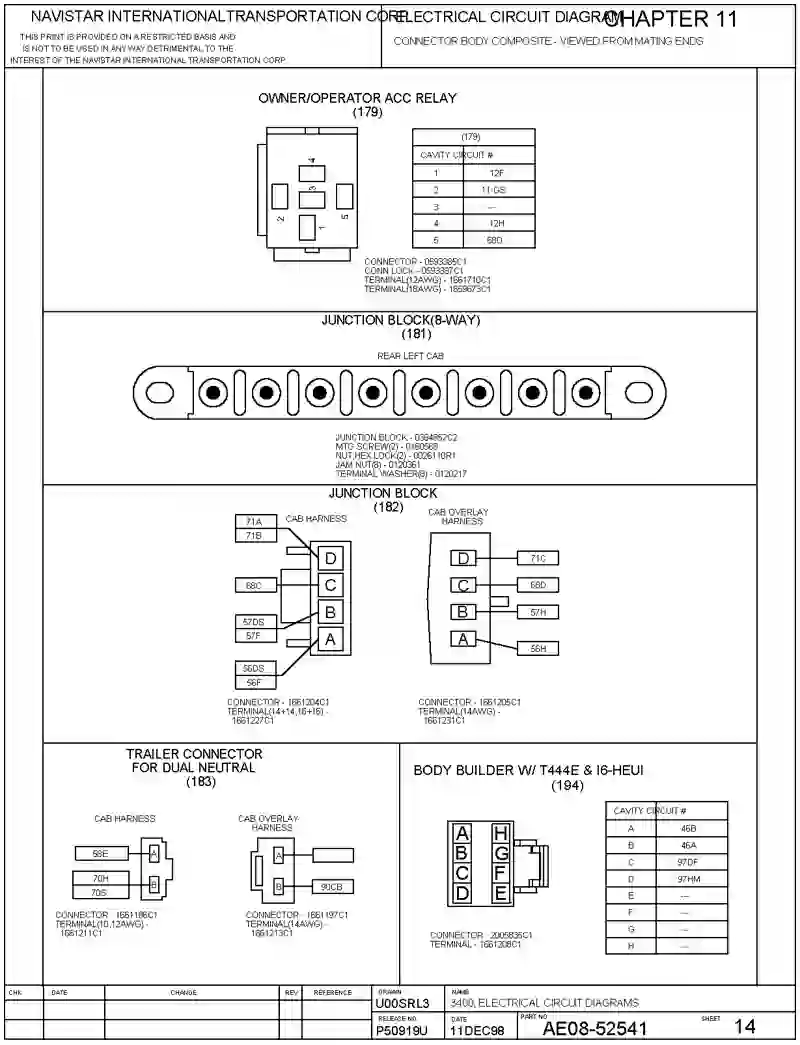 NAVISTAR INTERNATIONAL TRANSPORTATION CORP.
THIS PRINT IS PROVIDED ON A RESTRICTED BASIS AND
IS NOT TO BE USED IN ANY WAY DETRIMENTAL TO THE
INTEREST OF THE NAVISTAR INTERNATIONAL TRANSPORTATION CORP.
ELECTRICAL CIRCUIT DIAGRAM
CHAPTER 11
CONNECTOR BODY COMPOSITE - VIEWED FROM MATING ENDS
OWNER/OPERATOR ACC RELAY
(179)
4
2 3 5
1
(179)
CAVITY CIRCUIT #
1 12F
2 11-GS
3 ---
4 12H
5 68D
CONNECTOR - 0593385C1
CONN LOCK - 0593387C1
TERMINAL(12AWG) - 1661710C1
TERMINAL(18AWG) - 1659673C1
JUNCTION BLOCK(8-WAY)
(181)
REAR LEFT CAB
JUNCTION BLOCK - 0364852C2
MTG SCREW(2) - 0160568
NUT,HEX LOCK(2) - 0026110R1
JAM NUT(8) - 0120361
TERMINAL WASHER(8) - 0120217
JUNCTION BLOCK
(182)
CAB HARNESS
71A
71B
68C
57DS
57F
56DS
56F
D
C
B
A
CONNECTOR - 1661204C1
TERMINAL(14+14,16+16) -
1661227C1
CAB OVERLAY
HARNESS
D 71C
C 68D
B 57H
A 56H
CONNECTOR - 1661205C1
TERMINAL(14AWG) -
1661231C1
TRAILER CONNECTOR
FOR DUAL NEUTRAL
(183)
CAB HARNESS
58E A
70H B
70S
CONNECTOR - 1661186C1
TERMINAL(10,12AWG) -
1661211C1
CAB OVERLAY
HARNESS
A
B 90CB
CONNECTOR - 1661197C1
TERMINAL(14AWG) -
1661213C1
BODY BUILDER W/ T444E & I6-HEUI
(194)
A H
B G
C F
D E
CONNECTOR - 2005835C1
TERMINAL - 1661208C1
CAVITY CIRCUIT #
A 46B
B 46A
C 97DF
D 97HM
E ---
F ---
G ---
H ---
CHK DATE CHANGE REV REFERENCE
DRAWN
U00SRL3
NAME
3400, ELECTRICAL CIRCUIT DIAGRAMS
RELEASE NO.
P50919U
DATE
11DEC98
PART NO.
AE08-52541
SHEET 14